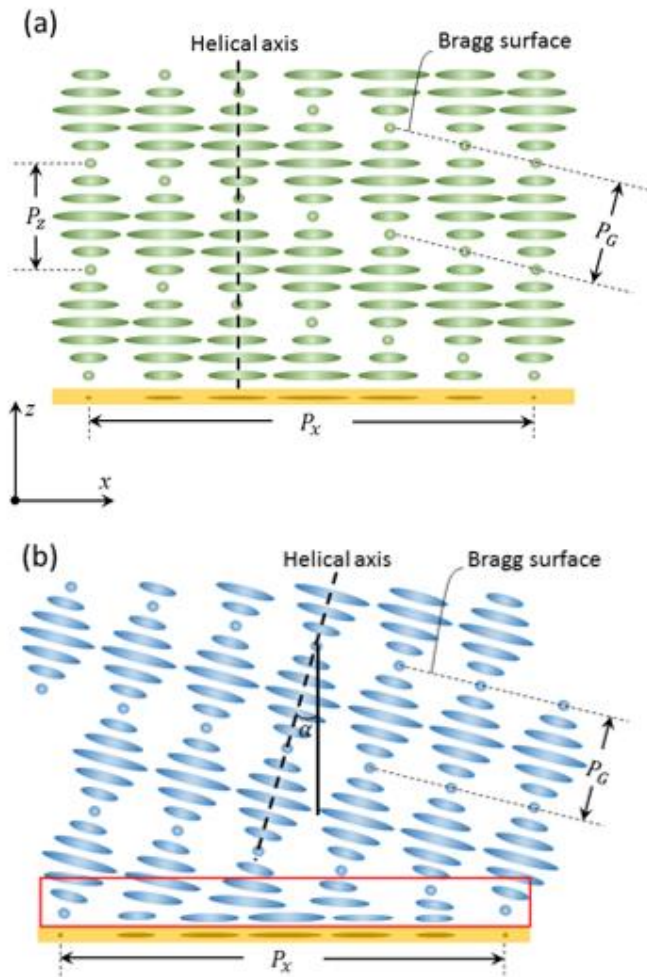 (a)
Helical axis
Bragg surface
P_z
P_G
P_x
z
x
(b)
Helical axis
Bragg surface
α
P_G
P_x